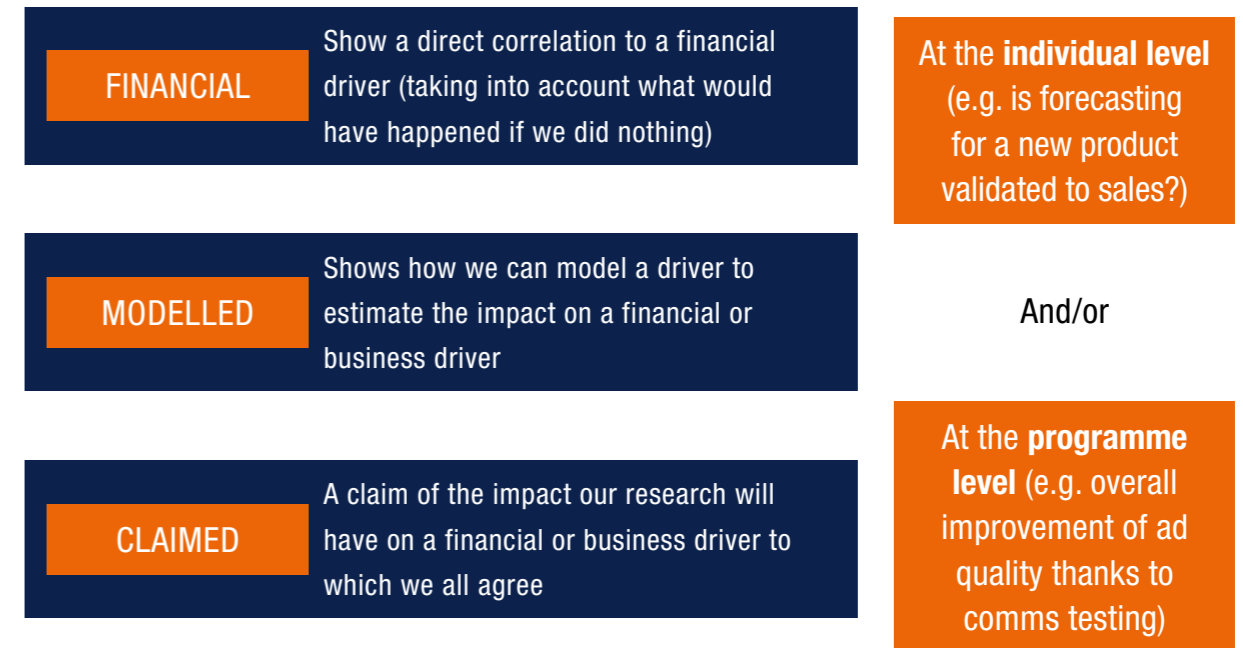 FINANCIAL
Show a direct correlation to a financial
driver (taking into account what would
have happened if we did nothing)
MODELLED
Shows how we can model a driver to
estimate the impact on a financial or
business driver
CLAIMED
A claim of the impact our research will
have on a financial or business driver to
which we all agree
At the individual level
(e.g. is forecasting
for a new product
validated to sales?)
And/or
At the programme
level (e.g. overall
improvement of ad
quality thanks to
comms testing)